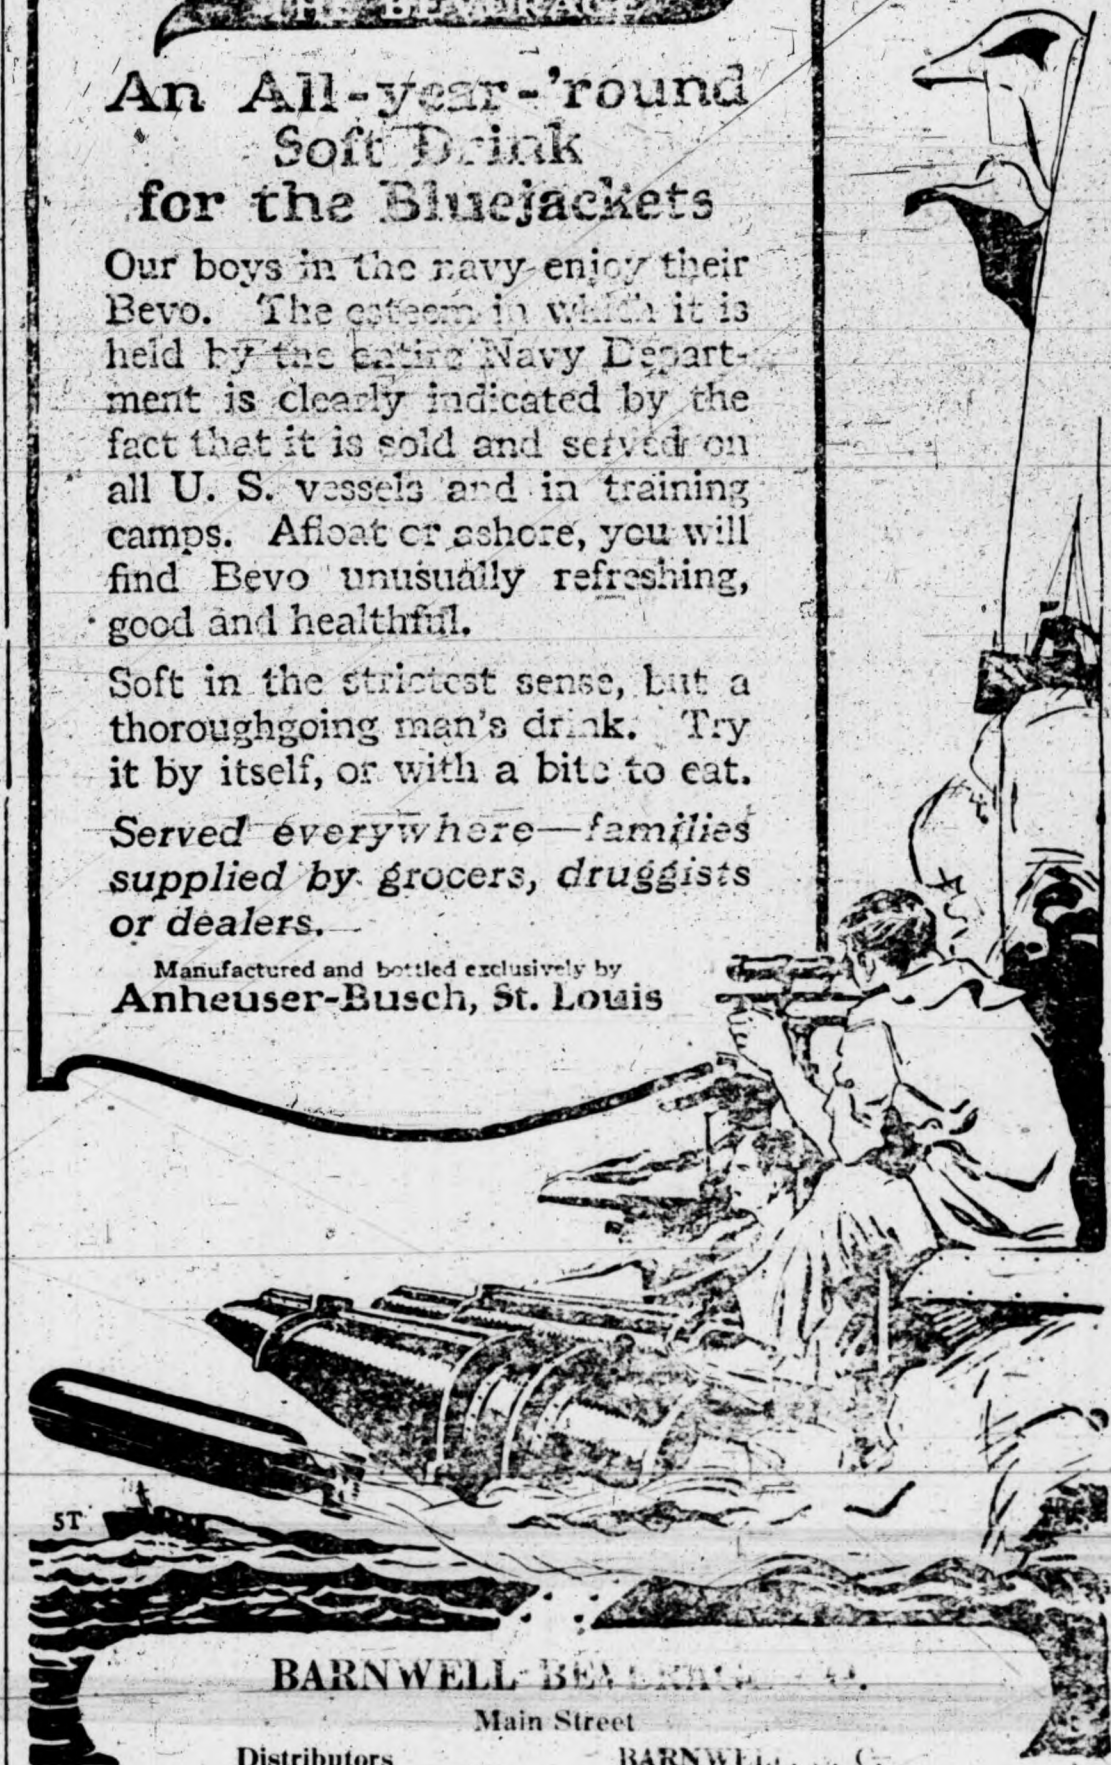 THE BEVERAGE
An All-year-'round
Soft Drink
for the Bluejackets
Our boys in the navy enjoy their
Bevo. The esteem in which it is
held by the entire Navy Depart-
ment is clearly indicated by the
fact that it is sold and served on
all U. S. vessels and in training
camps. Afloat or ashore, you will
find Bevo unusually refreshing,
good and healthful.
Soft in the strictest sense, but a
thoroughgoing man's drink. Try
it by itself, or with a bite to eat.
Served everywhere—families
supplied by grocers, druggists
or dealers.—
Manufactured and bottled exclusively by
Anheuser-Busch, St. Louis
5T
BARNWELL BEVERAGE
Main Street
Distributors BARNWELL C.